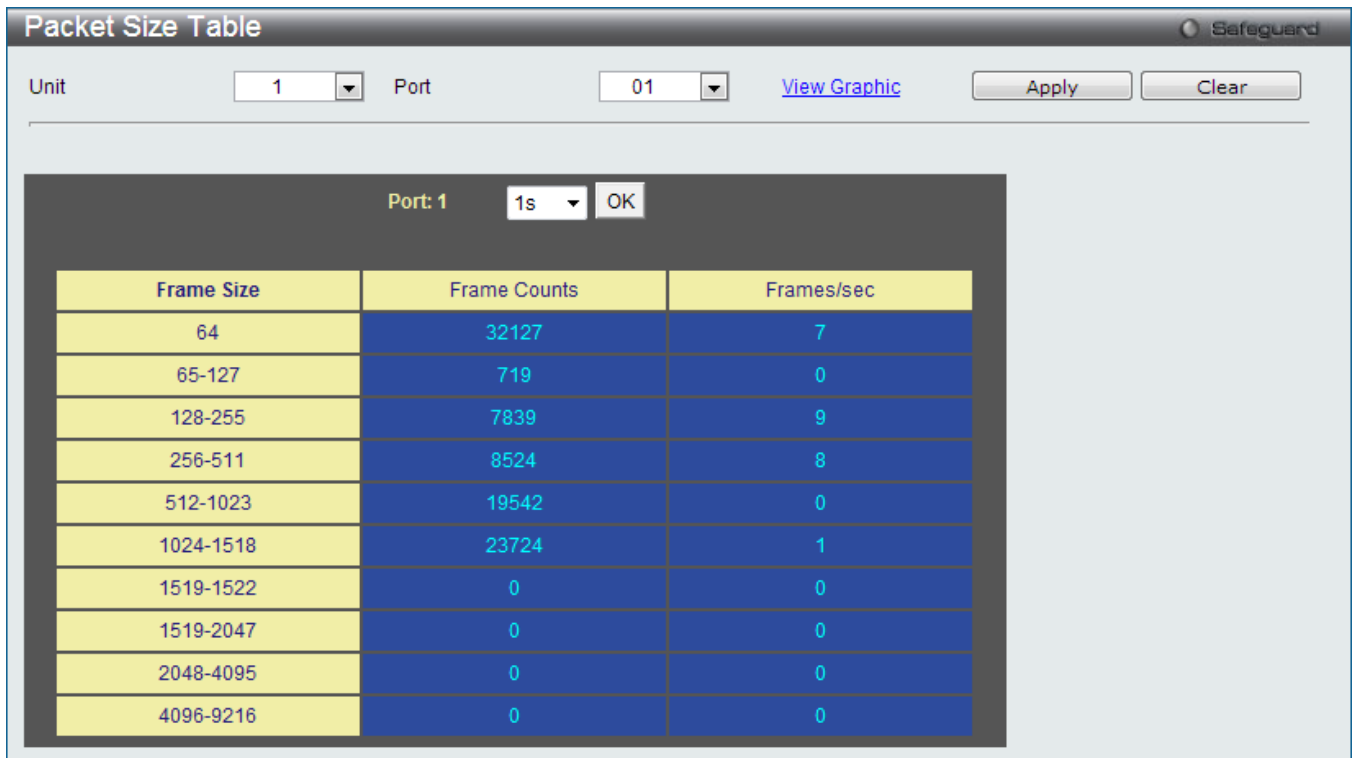 Packet Size Table Safeguard
Unit 1 Port 01 View Graphic Apply Clear
Port: 1 1s OK
Frame Size Frame Counts Frames/sec
64 32127 7
65-127 719 0
128-255 7839 9
256-511 8524 8
512-1023 19542 0
1024-1518 23724 1
1519-1522 0 0
1519-2047 0 0
2048-4095 0 0
4096-9216 0 0